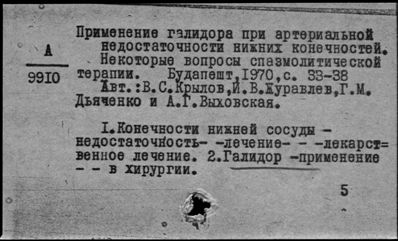 Применение галидора при артериальной
недостаточности нижних конечностей.
А
Некоторые вопросы спазмолитической
9910
терапии. Будапешт, 1970, с. 33-38
Авт.: В.С.Крылов, И.В.Журавлев, Г.М.
Дьяченко и А.Г.Выховская.
1.Конечности нижней сосуды -
недостаточность- -лечение- - -лекарст=
венное лечение. 2.Галидор -применение
- - в хирургии.
5